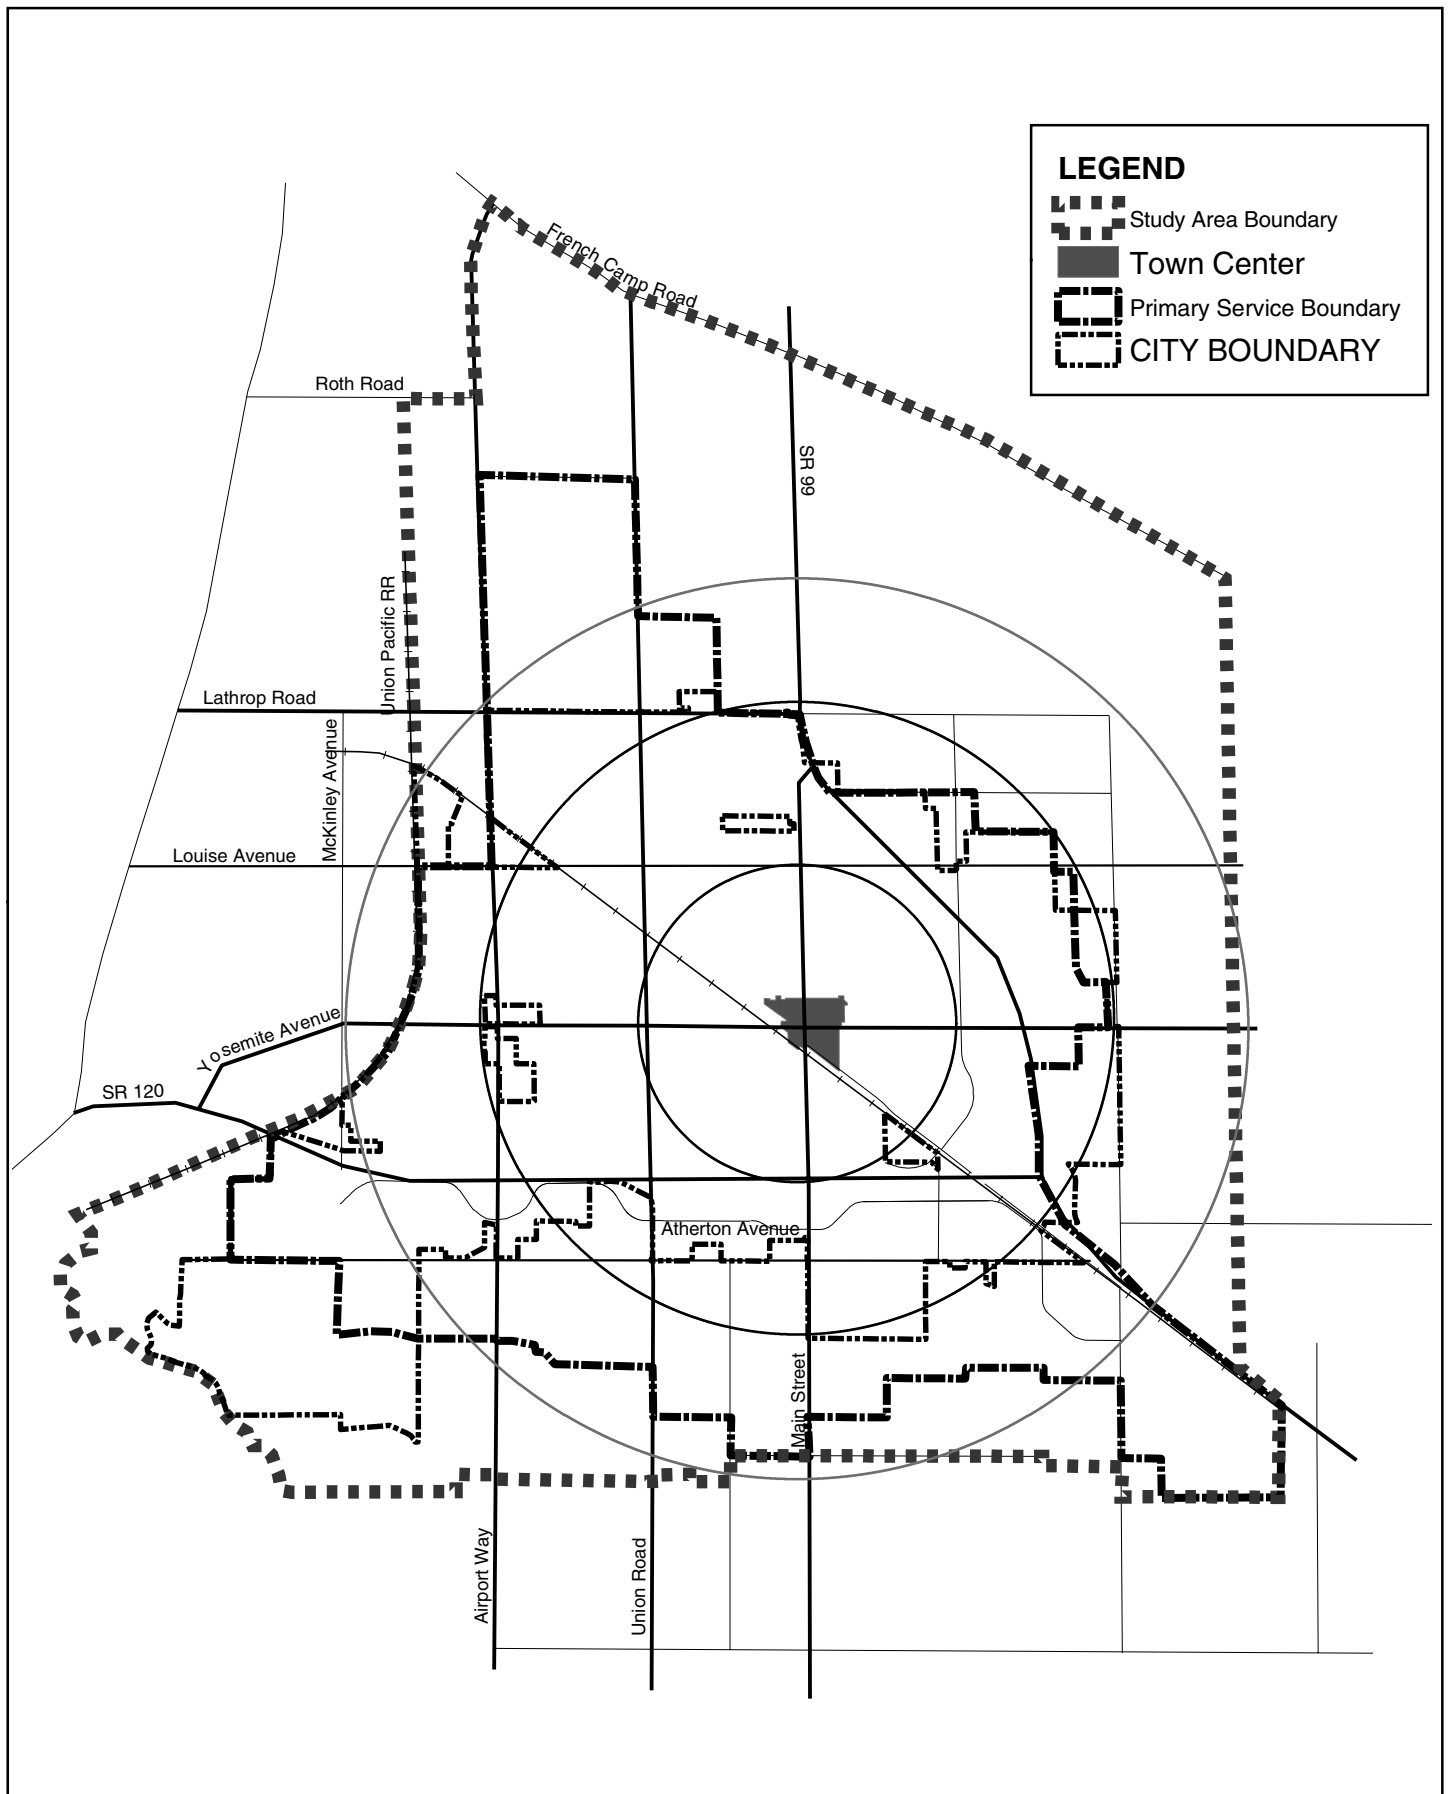 LEGEND
Study Area Boundary
Town Center
Primary Service Boundary
CITY BOUNDARY
French Camp Road
Roth Road
SR 99
Union Pacific RR
Lathrop Road
McKinley Avenue
Louise Avenue
Yosemite Avenue
SR 120
Atherton Avenue
Main Street
Airport Way
Union Road